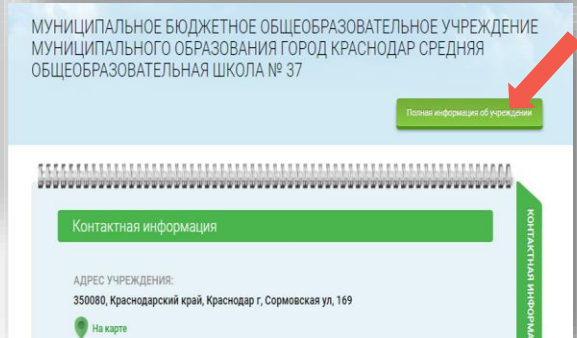 МУНИЦИПАЛЬНОЕ БЮДЖЕТНОЕ ОБЩЕОБРАЗОВАТЕЛЬНОЕ УЧРЕЖДЕНИЕ
МУНИЦИПАЛЬНОГО ОБРАЗОВАНИЯ ГОРОД КРАСНОДАР СРЕДНЯЯ
ОБЩЕОБРАЗОВАТЕЛЬНАЯ ШКОЛА № 37
Полная информация об учреждении
Контактная информация
АДРЕС УЧРЕЖДЕНИЯ:
350080, Краснодарский край, Краснодар г, Сормовская ул, 169
На карте
КОНТАКТНАЯ ИНФОРМА